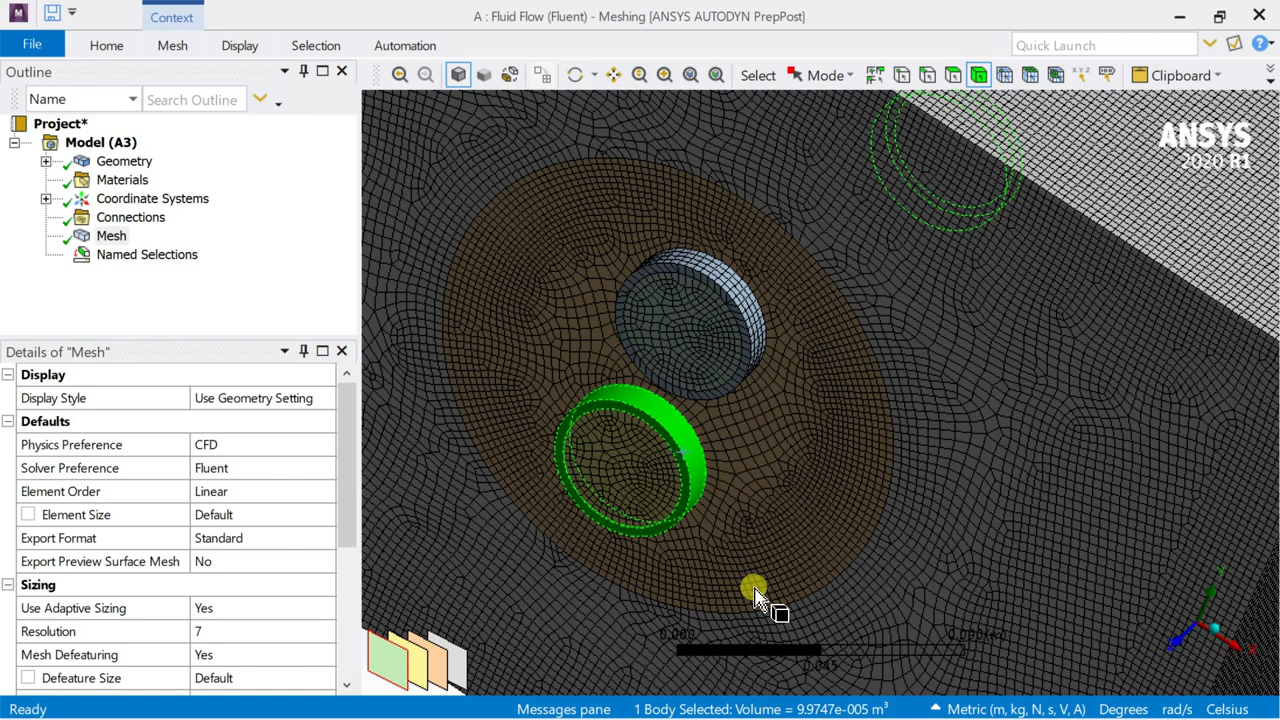 Context
A : Fluid Flow (Fluent) - Meshing [ANSYS AUTODYN PrepPost]
File
Home
Mesh
Display
Selection
Automation
Quick Launch
Outline
Select
Mode
Clipboard
Name
Search Outline
Project*
Model (A3)
Geometry
Materials
Coordinate Systems
Connections
Mesh
Named Selections
ANSYS
2020 R1
Details of "Mesh"
Display
Display Style Use Geometry Setting
Defaults
Physics Preference CFD
Solver Preference Fluent
Element Order Linear
Element Size Default
Export Format Standard
Export Preview Surface Mesh No
Sizing
Use Adaptive Sizing Yes
Resolution 7
Mesh Defeaturing Yes
Defeature Size Default
0.000
0.045
Y
Z
X
Ready
Messages pane
1 Body Selected: Volume = 9.9747e-005 m³
Metric (m, kg, N, s, V, A)
Degrees
rad/s
Celsius